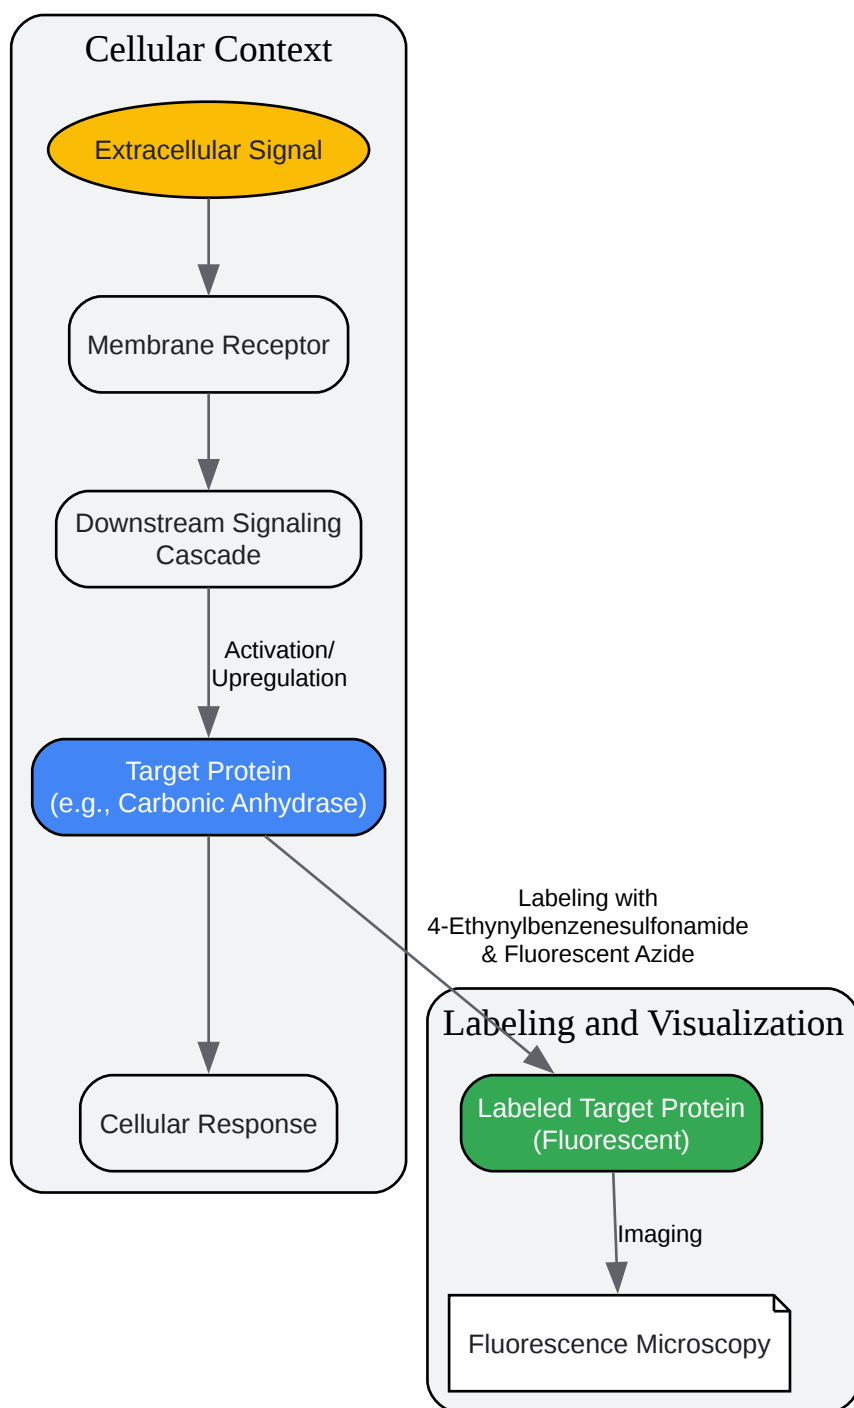 Cellular Context
Extracellular Signal
Membrane Receptor
Downstream Signaling
Cascade
Activation/
Upregulation
Target Protein
(e.g., Carbonic Anhydrase)
Labeling with
4-Ethynylbenzenesulfonamide
& Fluorescent Azide
Labeling and Visualization
Labeled Target Protein
(Fluorescent)
Cellular Response
Imaging
Fluorescence Microscopy